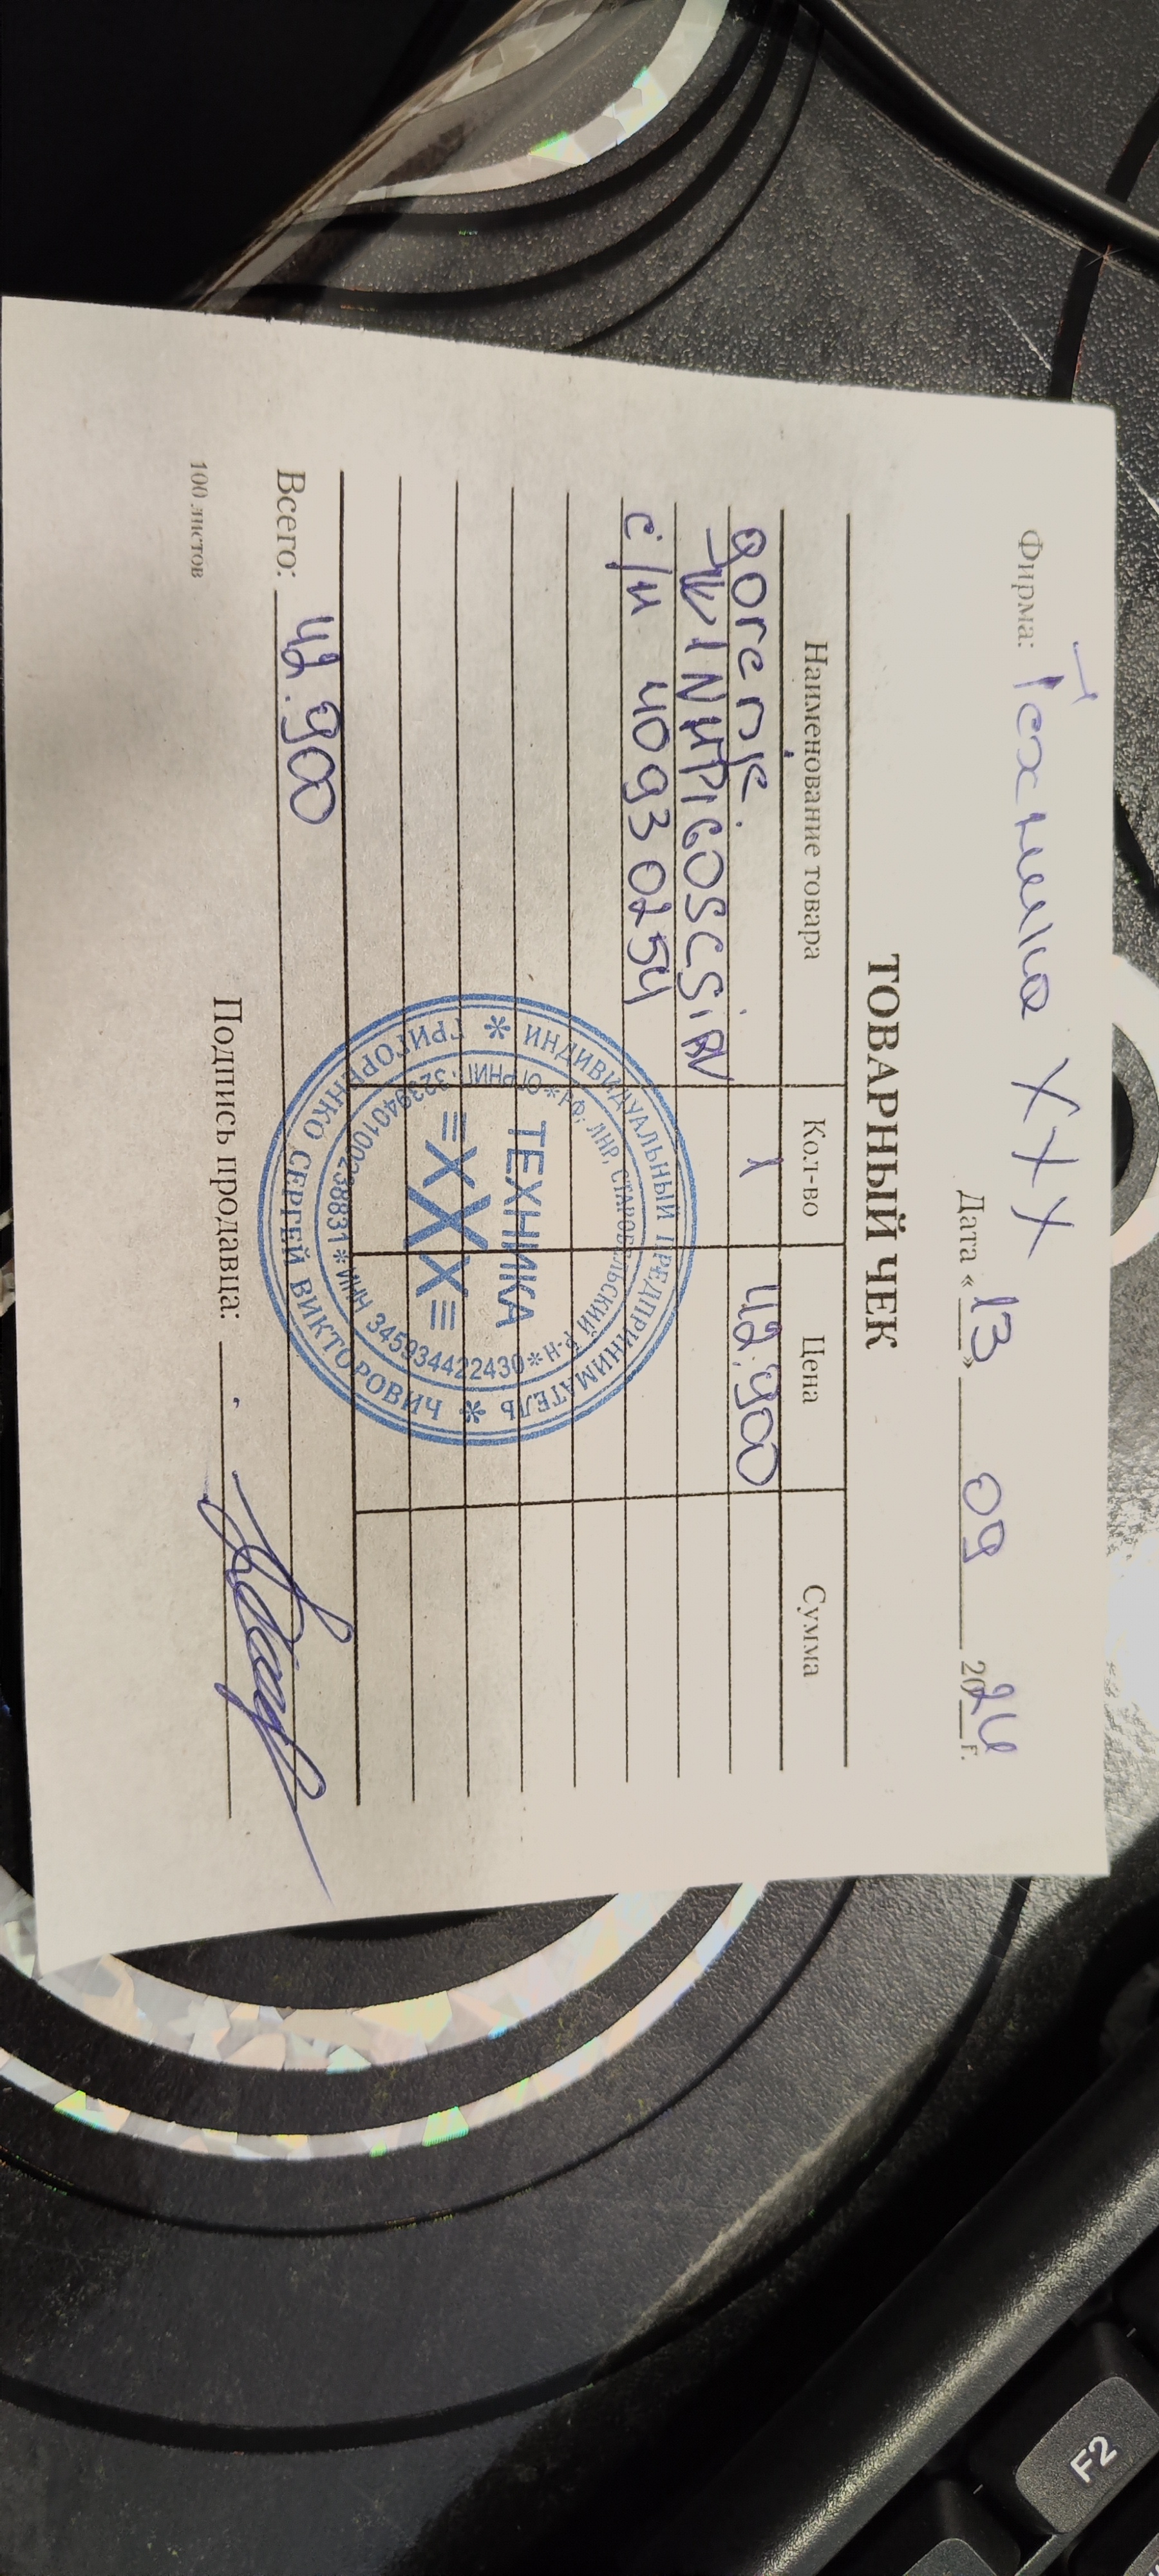 Фирма: Техника ХХХ
Дата «13» 09 2024 г.
ТОВАРНЫЙ ЧЕК
Наименование товара Кол-во Цена Сумма
gorenje 1 42.900
с/н 40930254
Всего: 42.900
Подпись продавца:
100 листов
ИНДИВИДУАЛЬНЫЙ ПРЕДПРИНИМАТЕЛЬ * ГРИГОРЕНКО СЕРГЕЙ ВИКТОРОВИЧ *
РФ, ЛНР, СТАРОБЕЛЬСКИЙ Р-Н * ИНН 345934422430 * ОГРНИП 323940100238831 *
ТЕХНИКА
≡XXX≡
F2